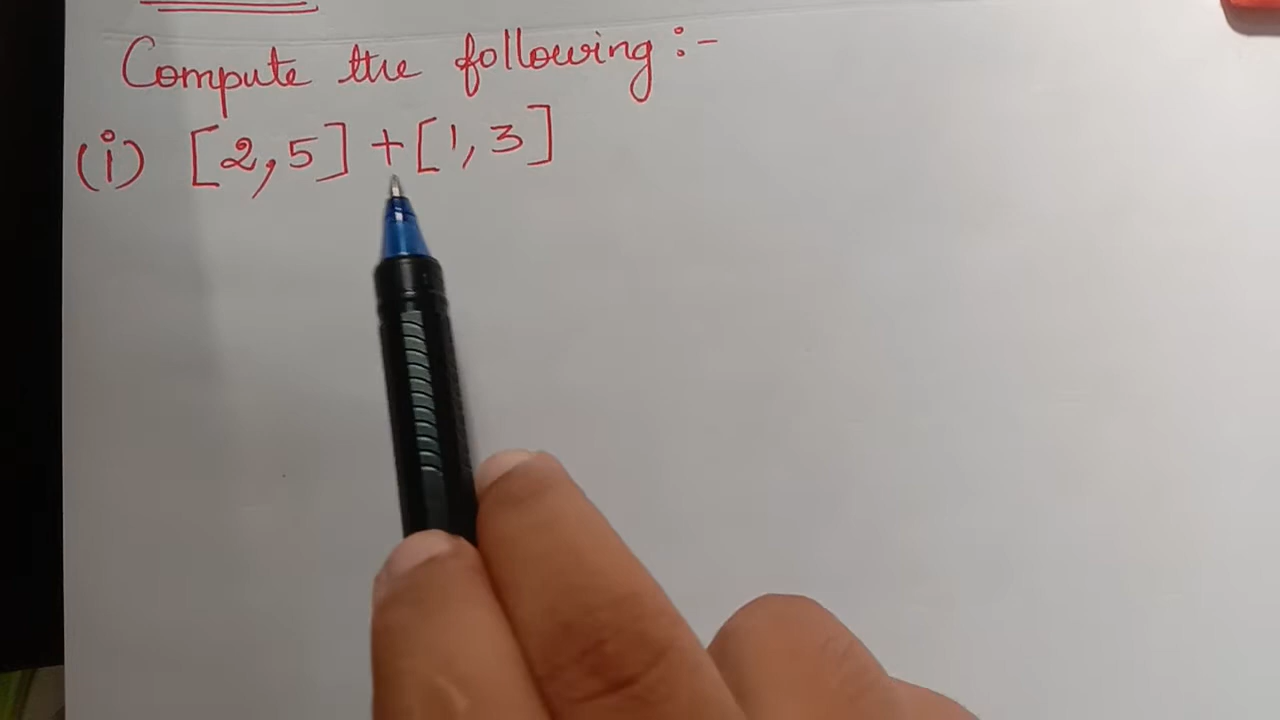 Compute the following :-
(i) [2,5] + [1,3]